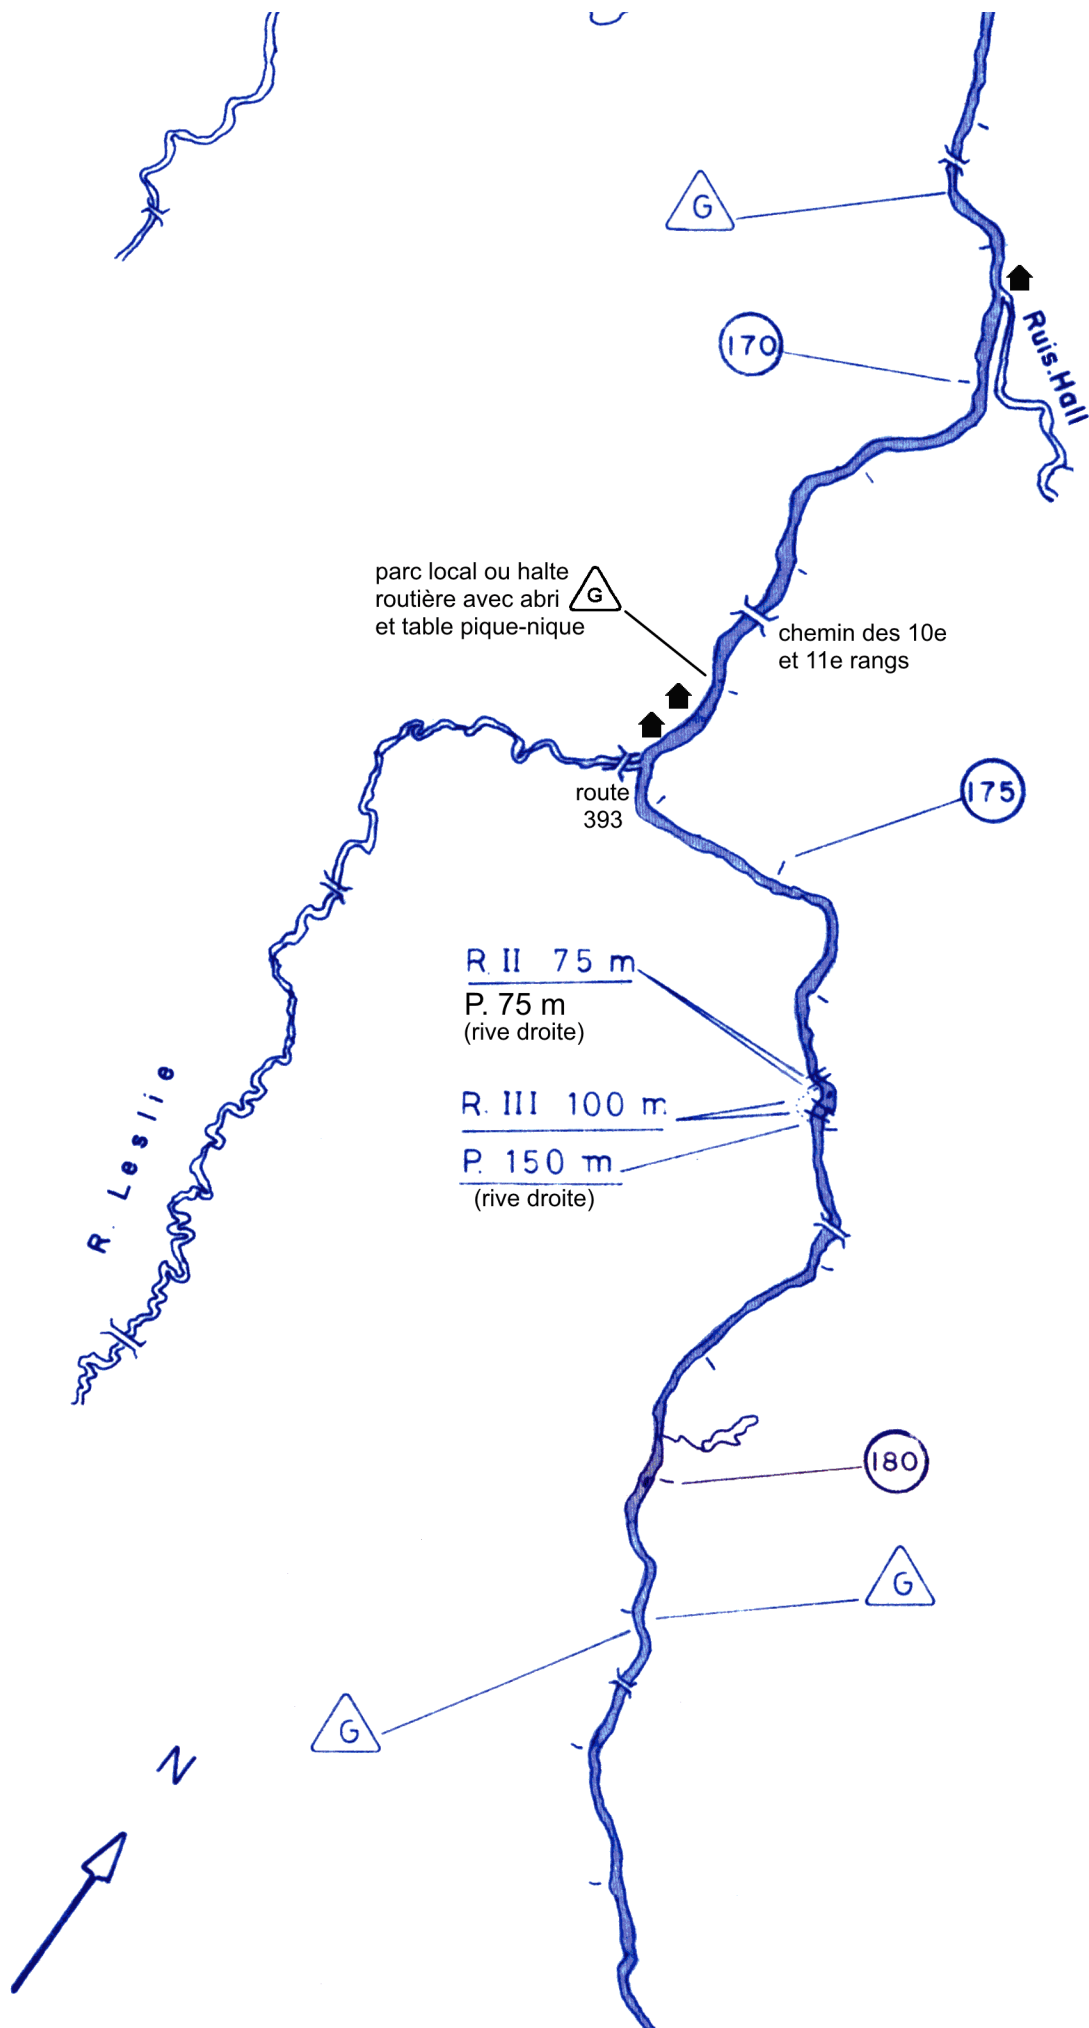 G
170
Ruis. Hall
parc local ou halte
routière avec abri
et table pique-nique
G
chemin des 10e
et 11e rangs
route
393
175
R. II 75 m
P. 75 m
(rive droite)
R. III 100 m
P. 150 m
(rive droite)
R. Leslie
180
G
G
N